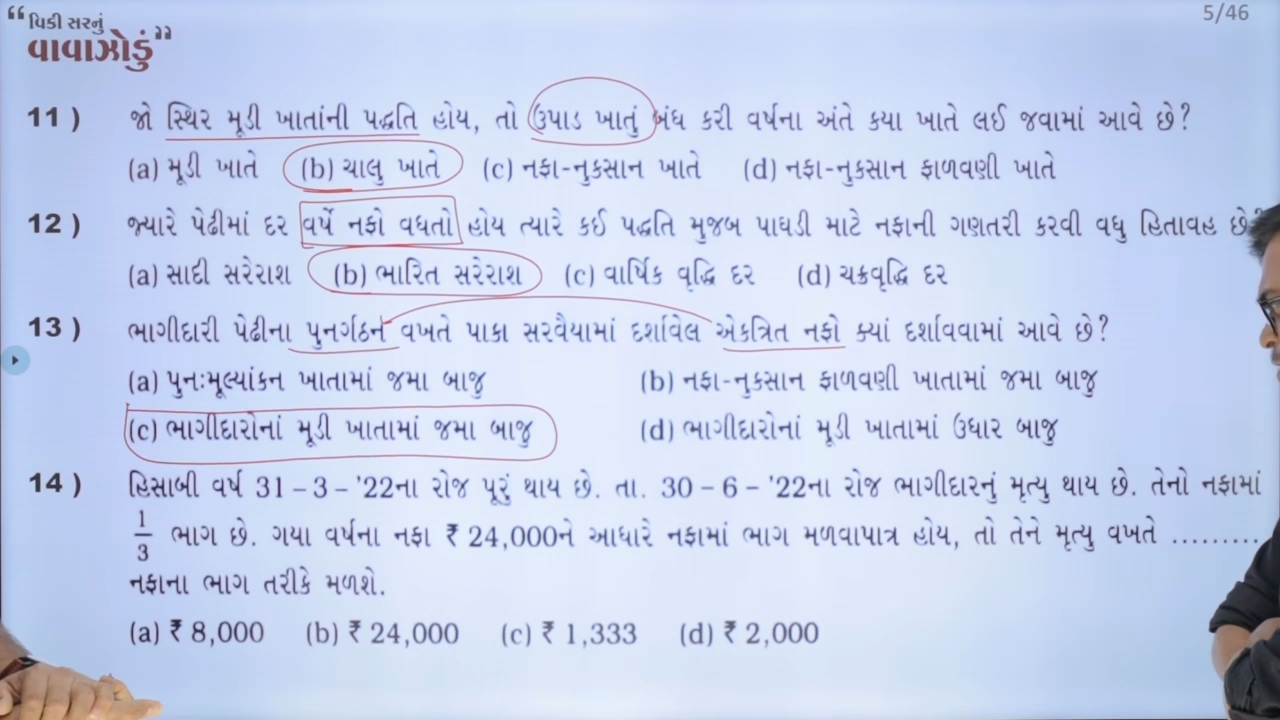 5/46
“વિકી સરનું
વાવાઝોડું”
11 ) જો સ્થિર મૂડી ખાતાંની પદ્ધતિ હોય, તો ઉપાડ ખાતું બંધ કરી વર્ષના અંતે કયા ખાતે લઈ જવામાં આવે છે?
(a) મૂડી ખાતે (b) ચાલુ ખાતે (c) નફા-નુકસાન ખાતે (d) નફા-નુકસાન ફાળવણી ખાતે
12 ) જ્યારે પેઢીમાં દર વર્ષે નફો વધતો હોય ત્યારે કઈ પદ્ધતિ મુજબ પાઘડી માટે નફાની ગણતરી કરવી વધુ હિતાવહ છે?
(a) સાદી સરેરાશ (b) ભારિત સરેરાશ (c) વાર્ષિક વૃદ્ધિ દર (d) ચક્રવૃદ્ધિ દર
13 ) ભાગીદારી પેઢીના પુનર્ગઠન વખતે પાકા સરવૈયામાં દર્શાવેલ એકત્રિત નફો ક્યાં દર્શાવવામાં આવે છે?
(a) પુનઃમૂલ્યાંકન ખાતામાં જમા બાજુ (b) નફા-નુકસાન ફાળવણી ખાતામાં જમા બાજુ
(c) ભાગીદારોનાં મૂડી ખાતામાં જમા બાજુ (d) ભાગીદારોનાં મૂડી ખાતામાં ઉધાર બાજુ
14 ) હિસાબી વર્ષ 31 – 3 – '22ના રોજ પૂરું થાય છે. તા. 30 – 6 – '22ના રોજ ભાગીદારનું મૃત્યુ થાય છે. તેનો નફામાં
1/3 ભાગ છે. ગયા વર્ષના નફા ₹ 24,000ને આધારે નફામાં ભાગ મળવાપાત્ર હોય, તો તેને મૃત્યુ વખતે .........
નફાના ભાગ તરીકે મળશે.
(a) ₹ 8,000 (b) ₹ 24,000 (c) ₹ 1,333 (d) ₹ 2,000